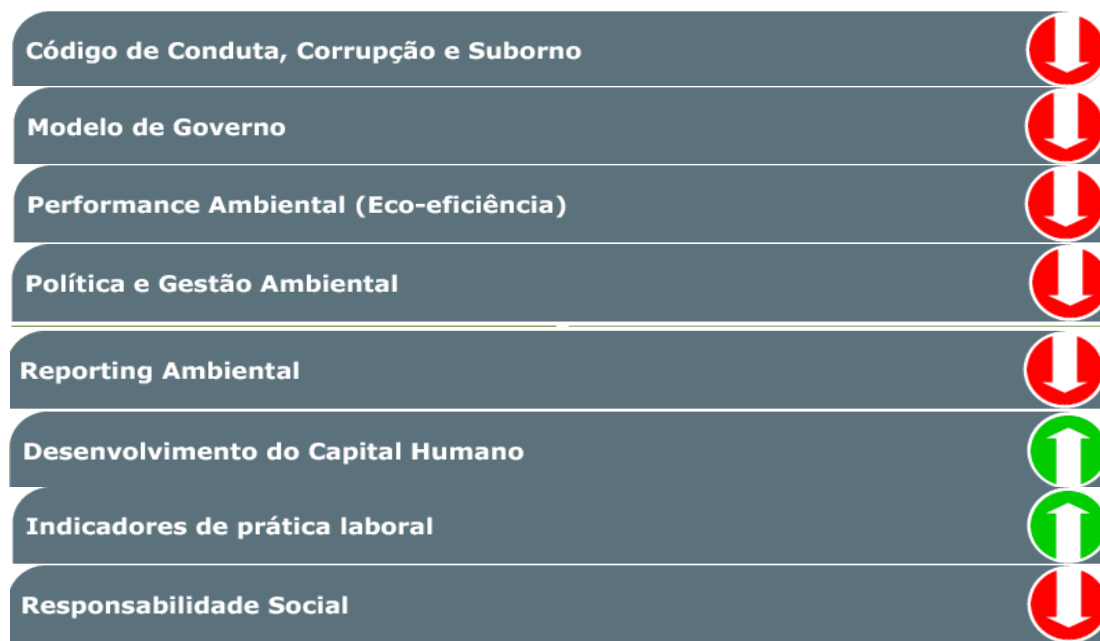 Código de Conduta, Corrupção e Suborno
Modelo de Governo
Performance Ambiental (Eco-eficiência)
Política e Gestão Ambiental
Reporting Ambiental
Desenvolvimento do Capital Humano
Indicadores de prática laboral
Responsabilidade Social